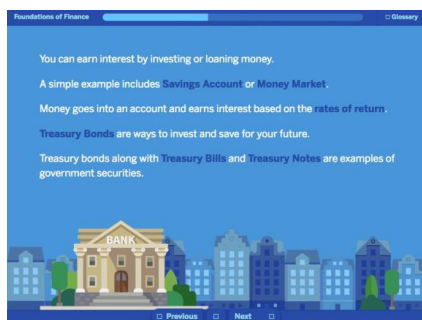 Foundations of Finance
Glossary
You can earn interest by investing or loaning money.
A simple example includes Savings Account or Money Market.
Money goes into an account and earns interest based on the rates of return.
Treasury Bonds are ways to invest and save for your future.
Treasury bonds along with Treasury Bills and Treasury Notes are examples of
government securities.
BANK
Previous Next